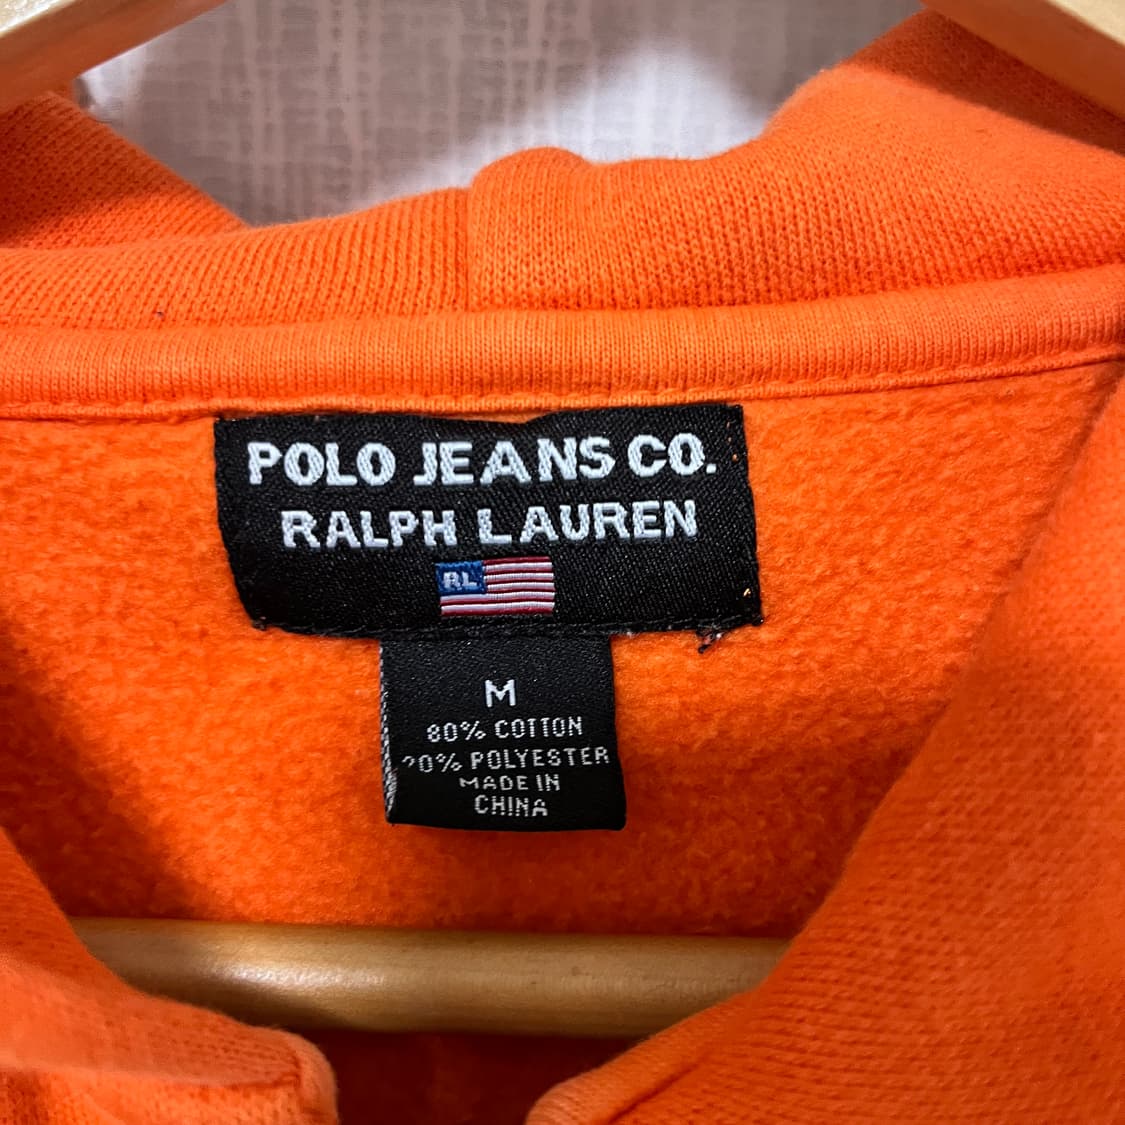 POLO JEANS CO.
RALPH LAUREN
RL
M
80% COTTON
20% POLYESTER
MADE IN
CHINA